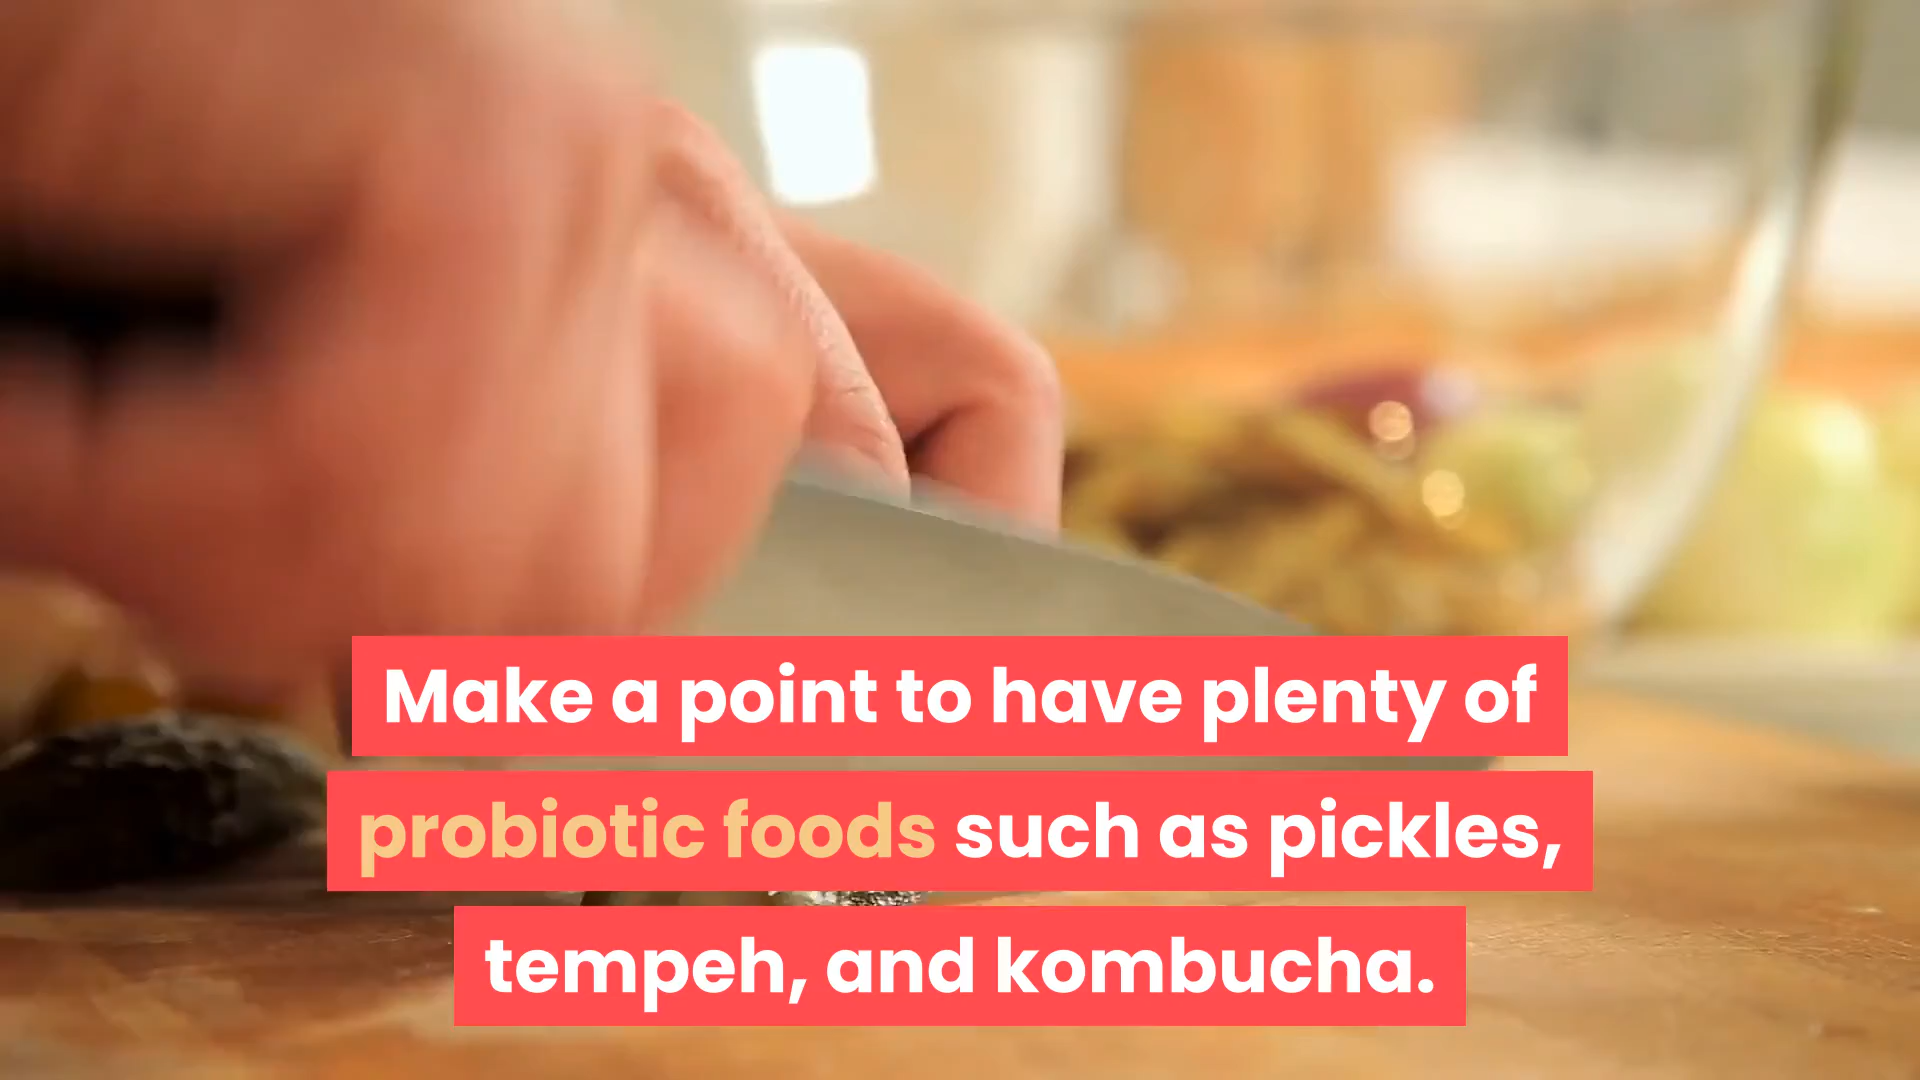 Make a point to have plenty of
probiotic foods such as pickles,
tempeh, and kombucha.